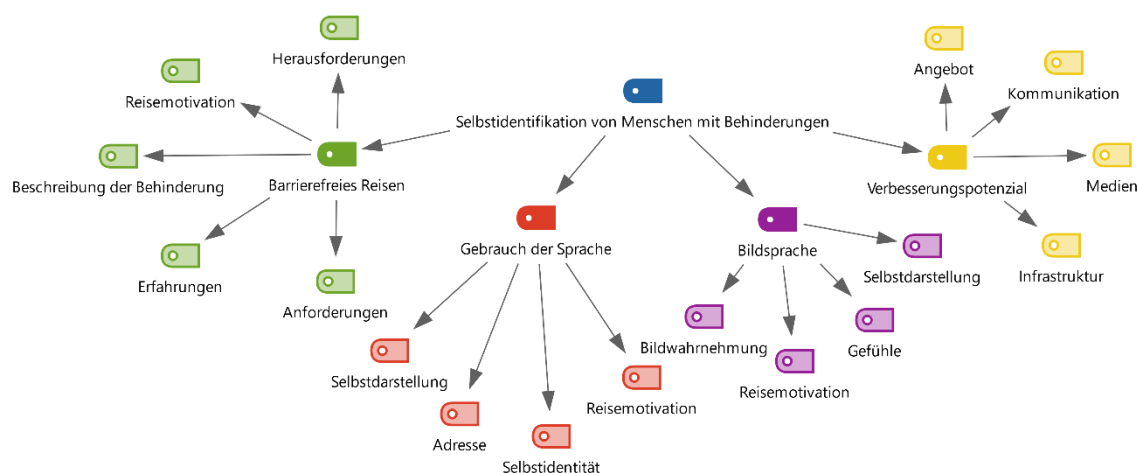 Herausforderungen
Angebot
Kommunikation
Reisemotivation
Selbstidentifikation von Menschen mit Behinderungen
Beschreibung der Behinderung
Barrierefreies Reisen
Verbesserungspotenzial
Medien
Gebrauch der Sprache
Bildsprache
Erfahrungen
Anforderungen
Selbstdarstellung
Infrastruktur
Selbstdarstellung
Adresse
Selbstidentität
Reisemotivation
Bildwahrnehmung
Reisemotivation
Gefühle